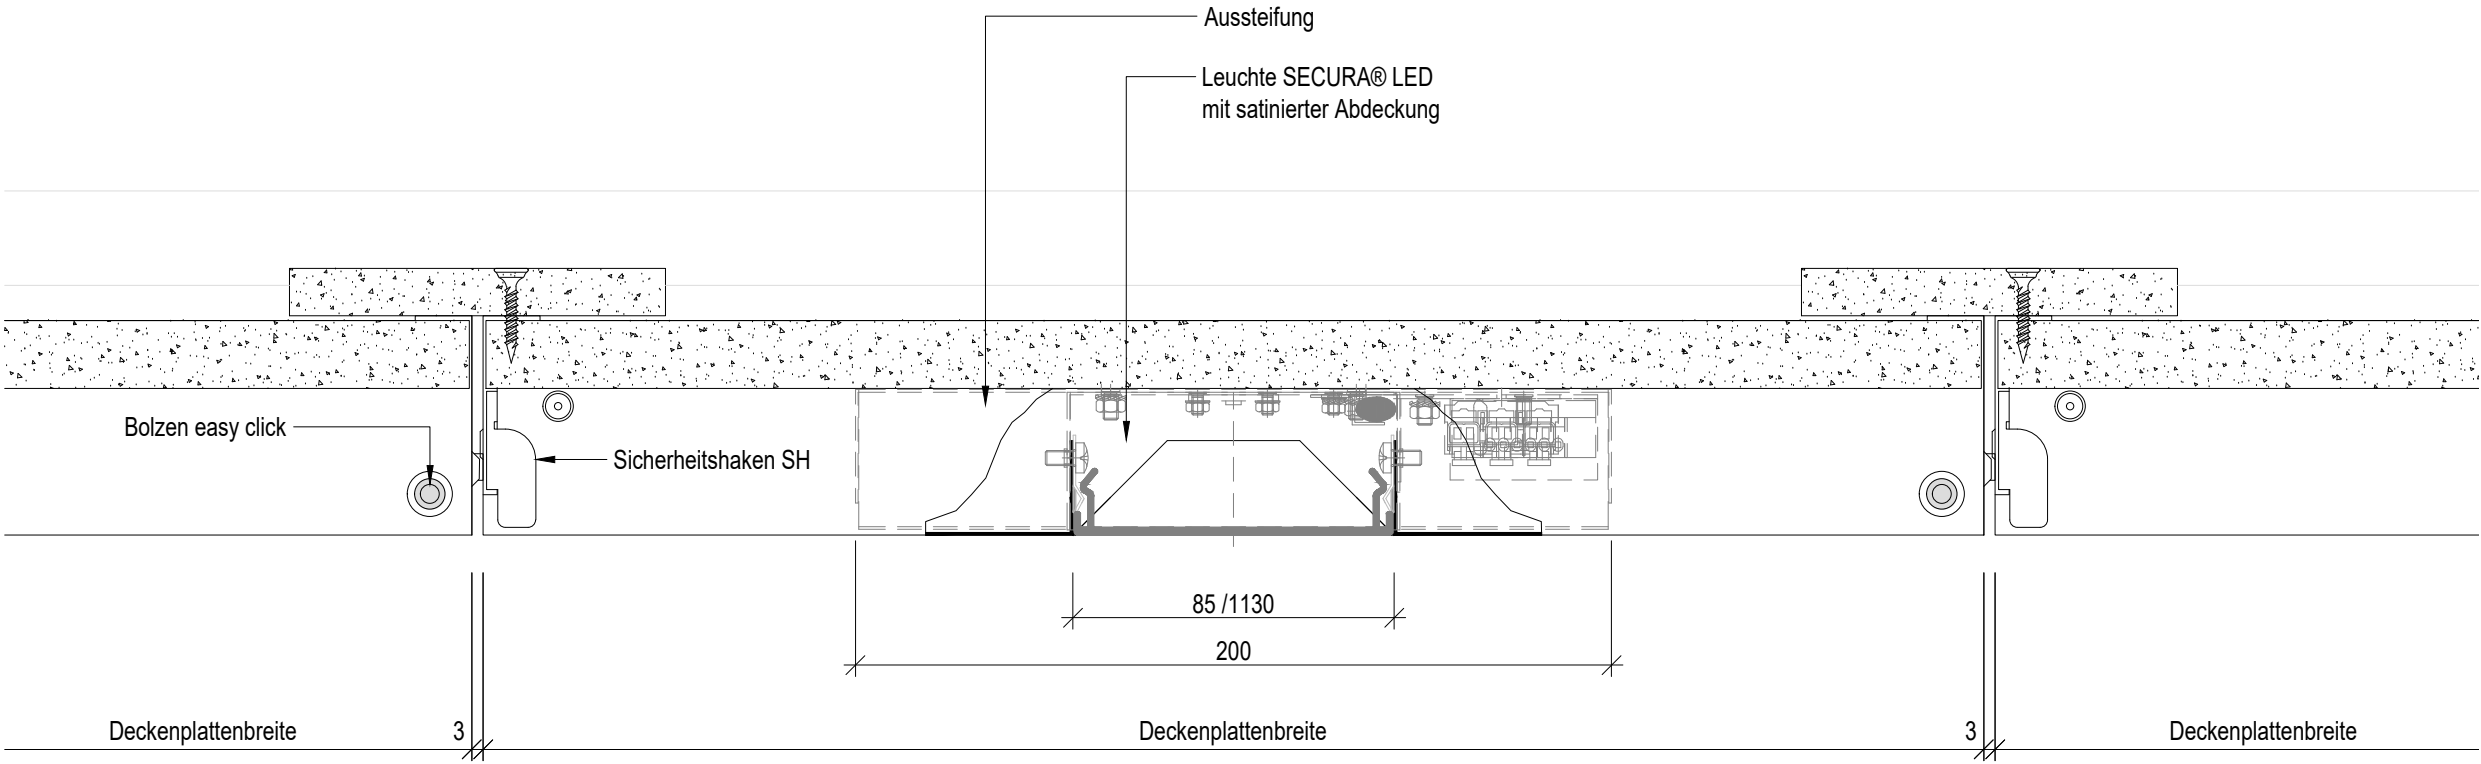 Aussteifung
Leuchte SECURA® LED
mit satinierter Abdeckung
Bolzen easy click
Sicherheitshaken SH
85 /1130
200
Deckenplattenbreite
3
Deckenplattenbreite
3
Deckenplattenbreite